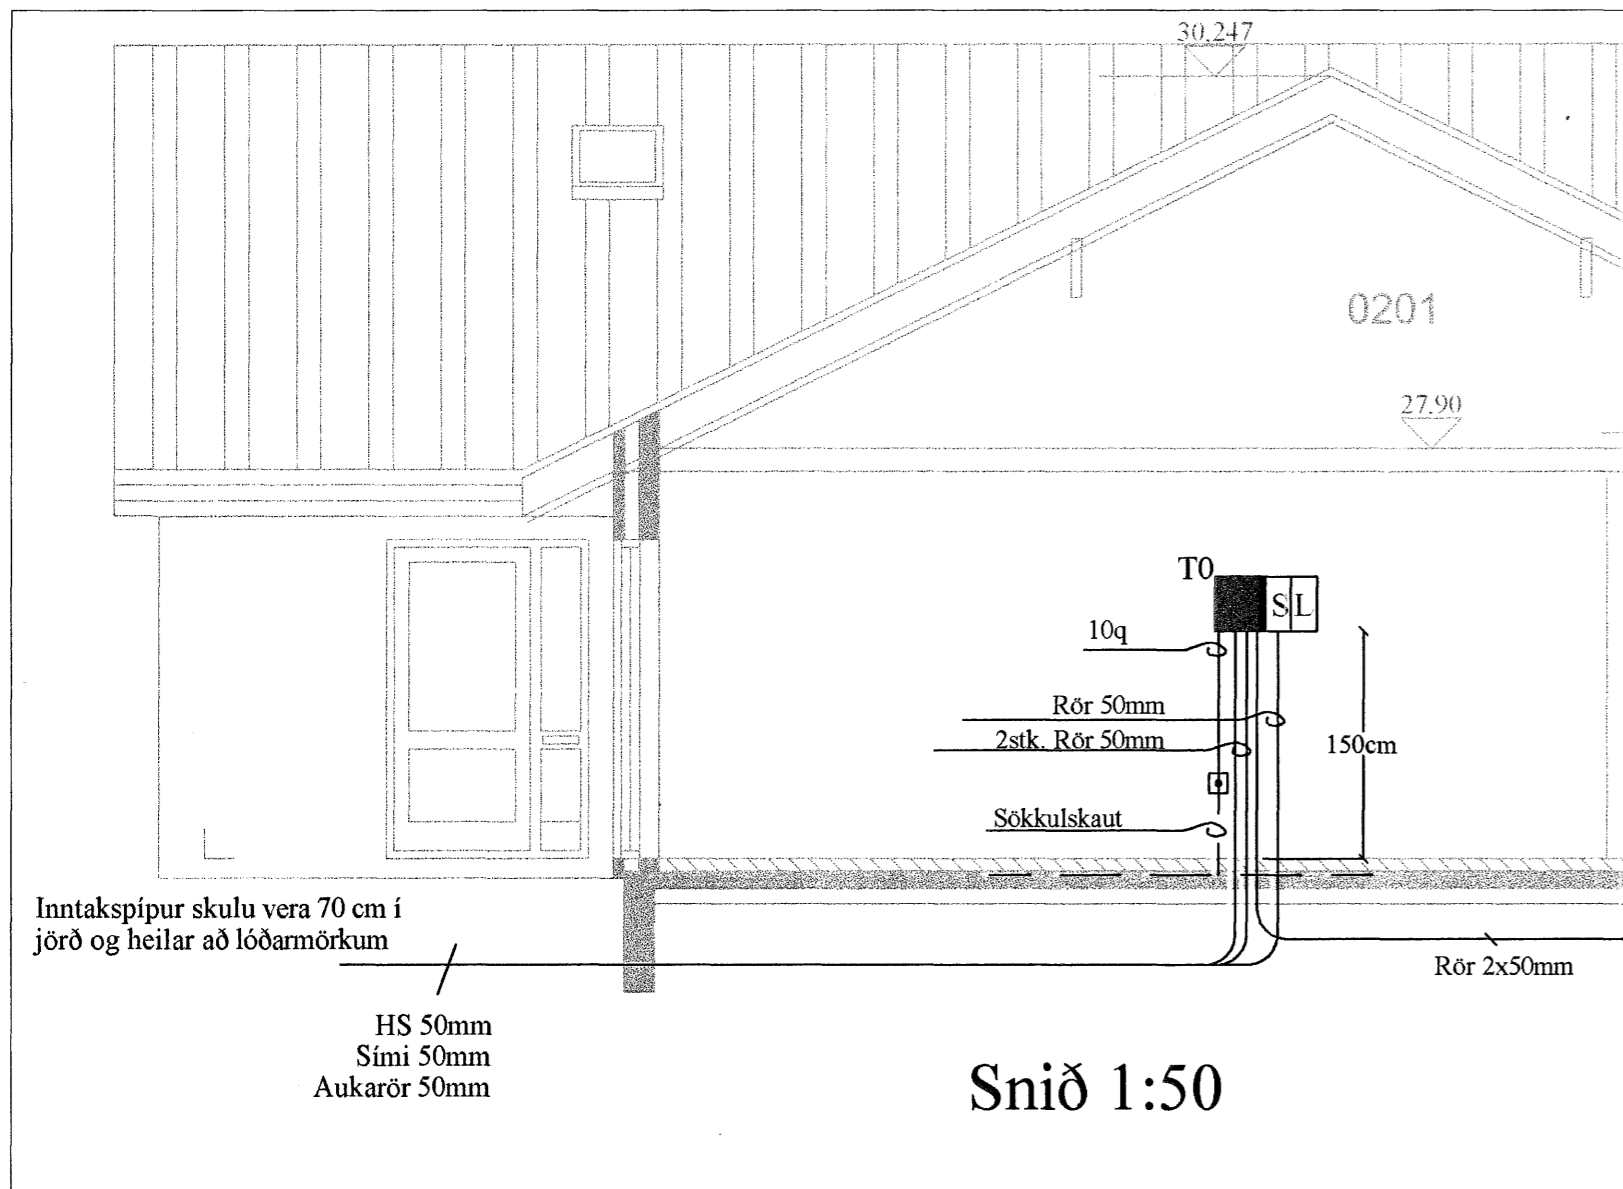 30.247
0201
27.90
T0
S L
10q
Rör 50mm
2stk. Rör 50mm
150cm
Sökkulskaut
Inntakspípur skulu vera 70 cm í
jörð og heilar að lóðarmörkum
Rör 2x50mm
HS 50mm
Sími 50mm
Aukarör 50mm
Snið 1:50